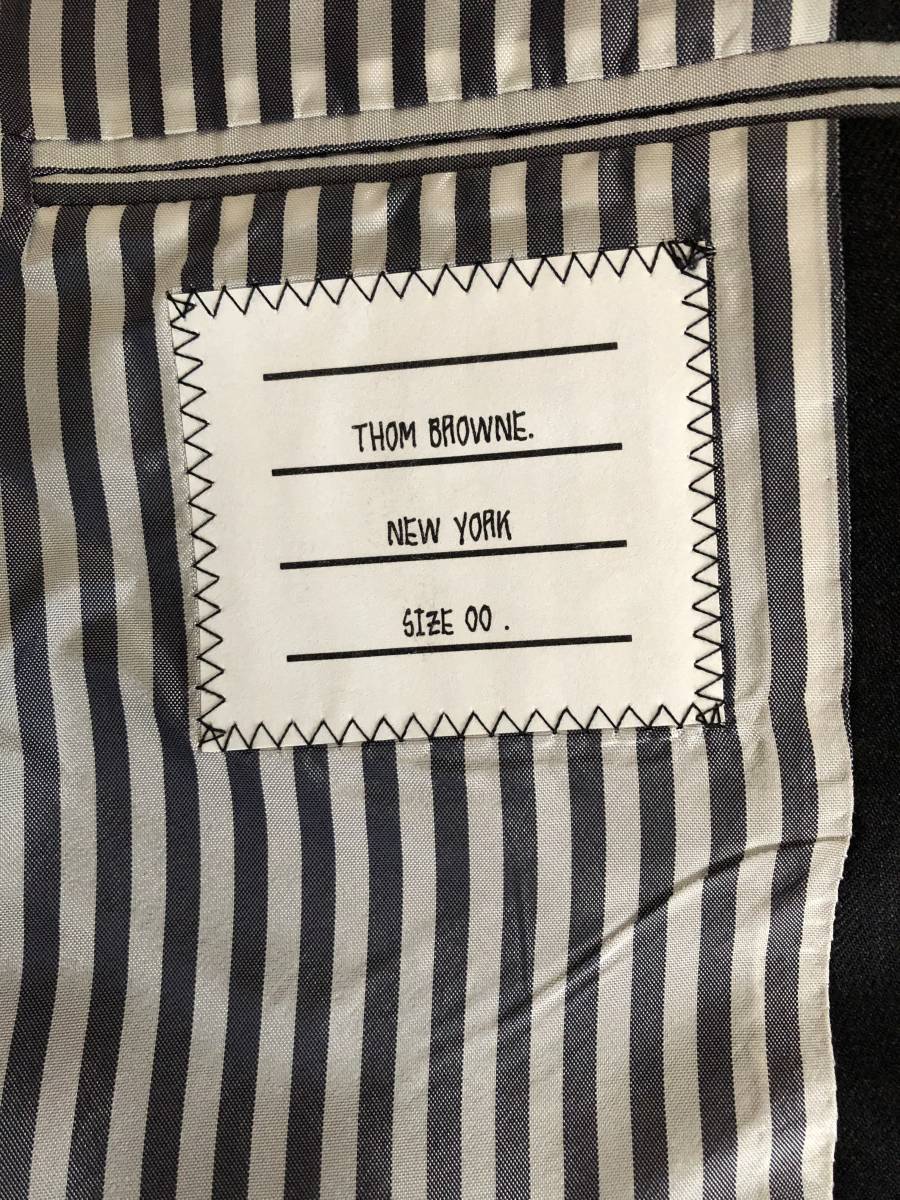 THOM BROWNE.
NEW YORK
SIZE 00 .